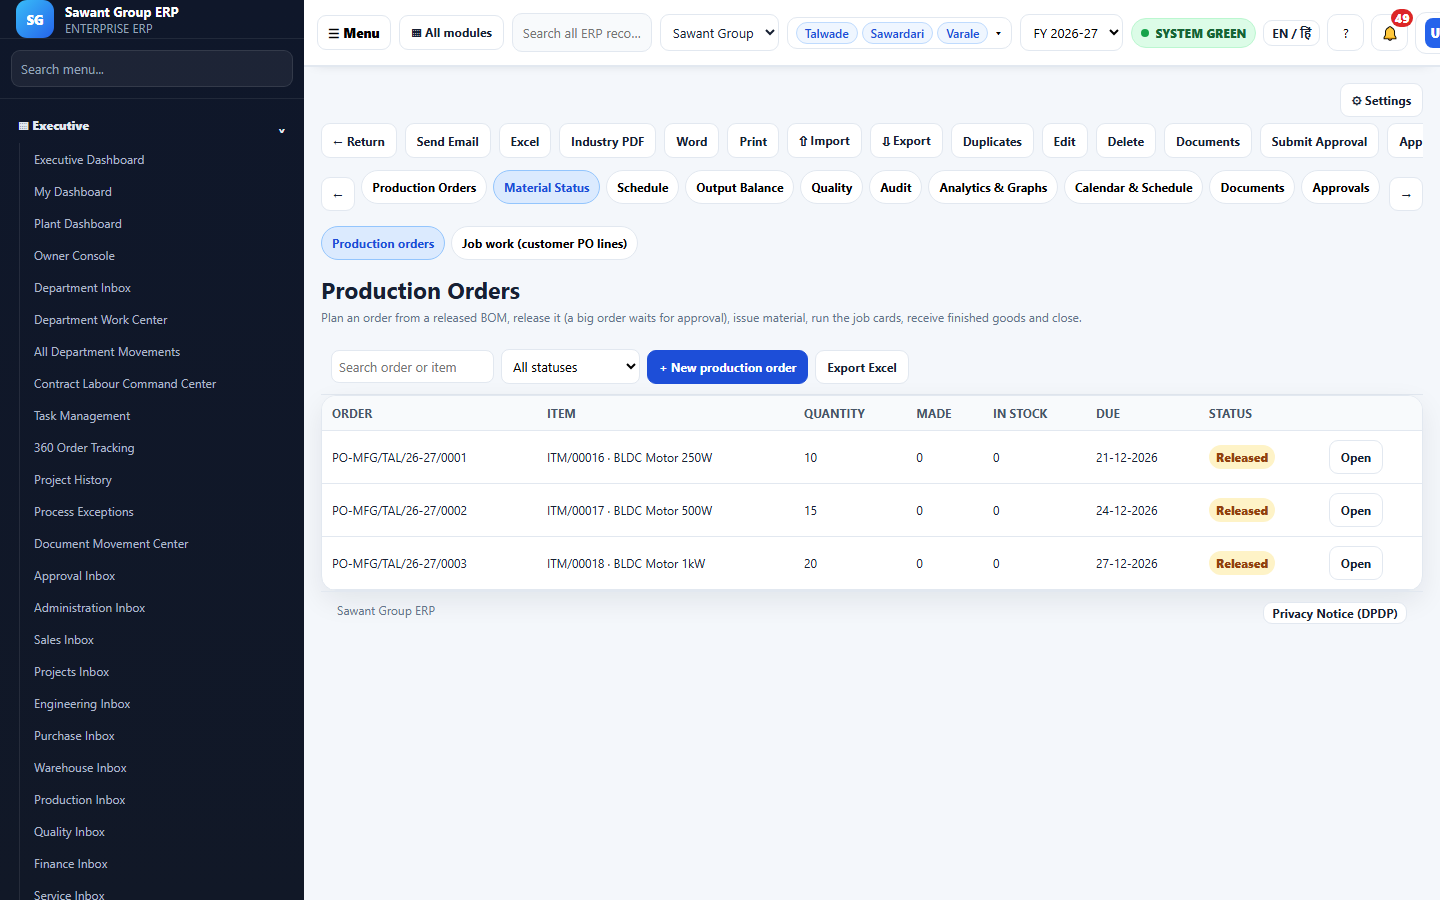 SG
Sawant Group ERP
ENTERPRISE ERP
Search menu...
Executive
Executive Dashboard
My Dashboard
Plant Dashboard
Owner Console
Department Inbox
Department Work Center
All Department Movements
Contract Labour Command Center
Task Management
360 Order Tracking
Project History
Process Exceptions
Document Movement Center
Approval Inbox
Administration Inbox
Sales Inbox
Projects Inbox
Engineering Inbox
Purchase Inbox
Warehouse Inbox
Production Inbox
Quality Inbox
Finance Inbox
Service Inbox
☰ Menu
All modules
Search all ERP reco...
Sawant Group
Talwade
Sawardari
Varale
FY 2026-27
SYSTEM GREEN
EN / हिं
?
49
U
⚙ Settings
← Return
Send Email
Excel
Industry PDF
Word
Print
⇧ Import
⇩ Export
Duplicates
Edit
Delete
Documents
Submit Approval
App
←
Production Orders
Material Status
Schedule
Output Balance
Quality
Audit
Analytics & Graphs
Calendar & Schedule
Documents
Approvals
→
Production orders
Job work (customer PO lines)
Production Orders
Plan an order from a released BOM, release it (a big order waits for approval), issue material, run the job cards, receive finished goods and close.
Search order or item
All statuses
+ New production order
Export Excel
ORDER ITEM QUANTITY MADE IN STOCK DUE STATUS
PO-MFG/TAL/26-27/0001 ITM/00016 · BLDC Motor 250W 10 0 0 21-12-2026 Released Open
PO-MFG/TAL/26-27/0002 ITM/00017 · BLDC Motor 500W 15 0 0 24-12-2026 Released Open
PO-MFG/TAL/26-27/0003 ITM/00018 · BLDC Motor 1kW 20 0 0 27-12-2026 Released Open
Sawant Group ERP
Privacy Notice (DPDP)